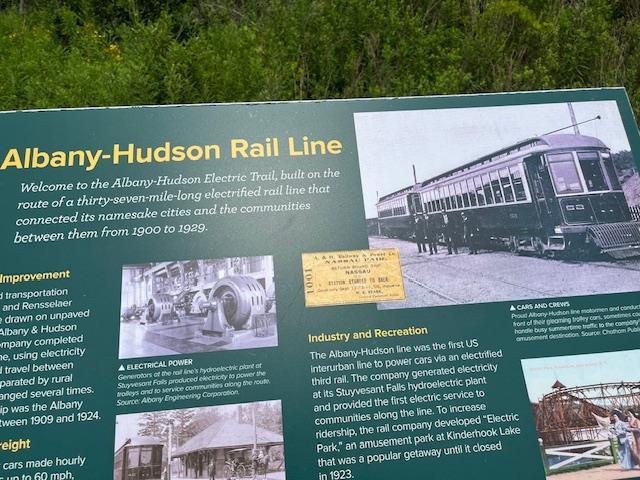 Albany-Hudson Rail Line
Welcome to the Albany-Hudson Electric Trail, built on the
route of a thirty-seven-mile-long electrified rail line that
connected its namesake cities and the communities
between them from 1900 to 1929.
Improvement
transportation
and Rensselaer
drawn on unpaved
Albany & Hudson
completed
using electricity
travel between
by rural
several times.
was the Albany
between 1909 and 1924.
cars made hourly
up to 60 mph,
▲ ELECTRICAL POWER
Generators at the rail line's hydroelectric plant at
Stuyvesant Falls produced electricity to power the
trolleys and to service communities along the route.
Source: Albany Engineering Corporation.
1001
A. & H. Railway & Power Co.
NASSAU FAIR.
NASSAU
STATION STAMPED ON BACK
Industry and Recreation
The Albany-Hudson line was the first US
interurban line to power cars via an electrified
third rail. The company generated electricity
at its Stuyvesant Falls hydroelectric plant
and provided the first electric service to
communities along the line. To increase
ridership, the rail company developed "Electric
Park," an amusement park at Kinderhook Lake
that was a popular getaway until it closed
in 1923.
▲ CARS AND CREWS
Proud Albany-Hudson line motormen and
front of their gleaming trolley cars, sometimes
handle busy summertime traffic to the company
amusement destination. Source: Chatham